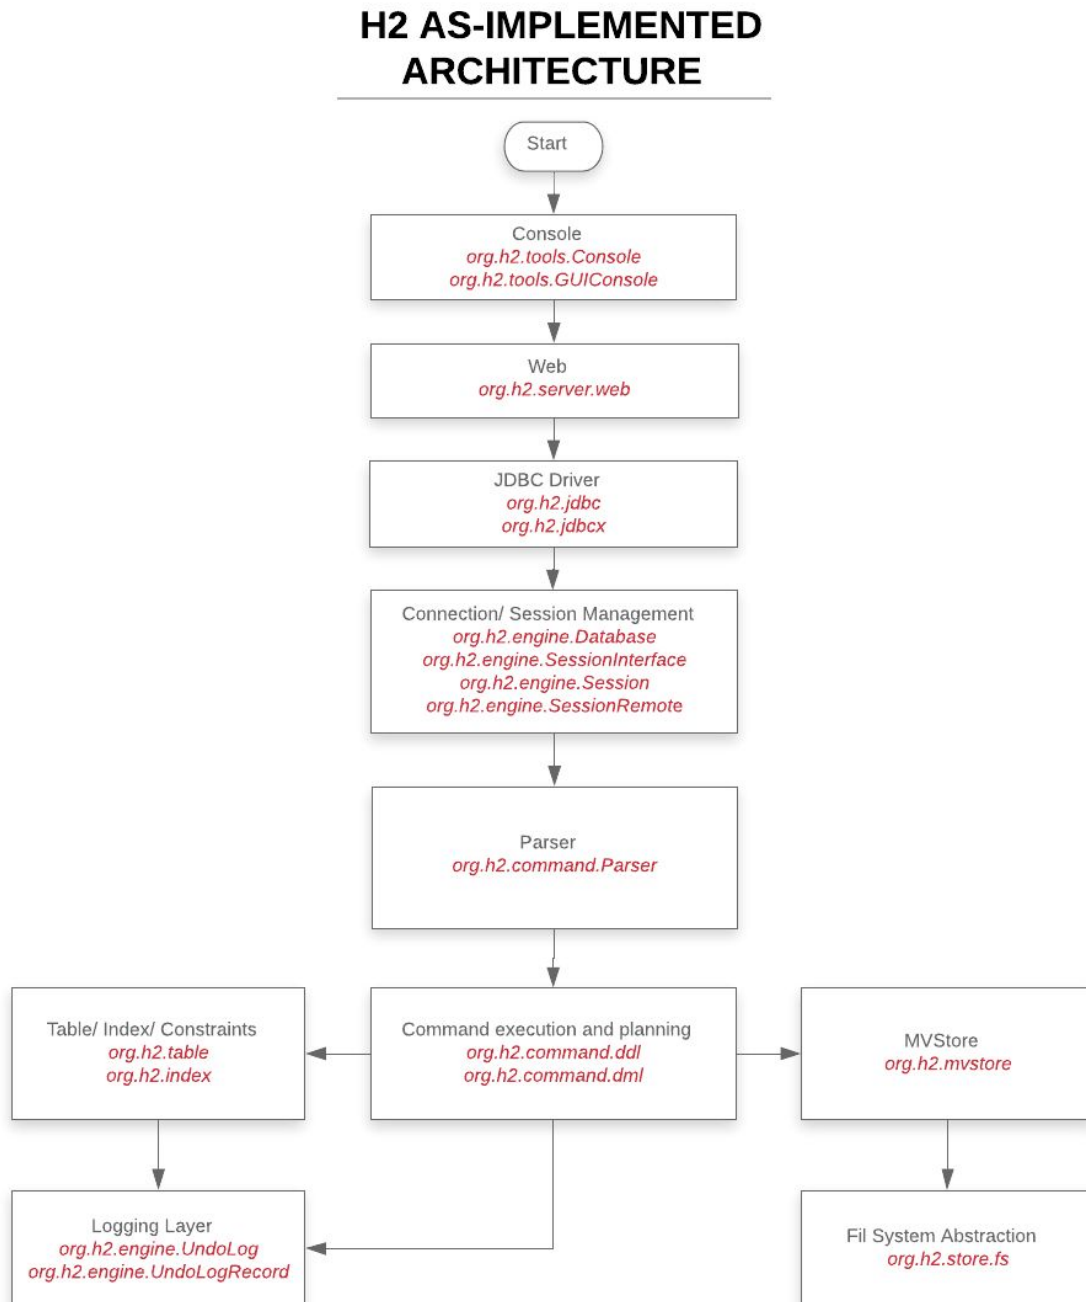 H2 AS-IMPLEMENTED
ARCHITECTURE
Start
Console
org.h2.tools.Console
org.h2.tools.GUIConsole
Web
org.h2.server.web
JDBC Driver
org.h2.jdbc
org.h2.jdbcx
Connection/ Session Management
org.h2.engine.Database
org.h2.engine.SessionInterface
org.h2.engine.Session
org.h2.engine.SessionRemote
Parser
org.h2.command.Parser
Table/ Index/ Constraints
org.h2.table
org.h2.index
Command execution and planning
org.h2.command.ddl
org.h2.command.dml
MVStore
org.h2.mvstore
Logging Layer
org.h2.engine.UndoLog
org.h2.engine.UndoLogRecord
Fil System Abstraction
org.h2.store.fs